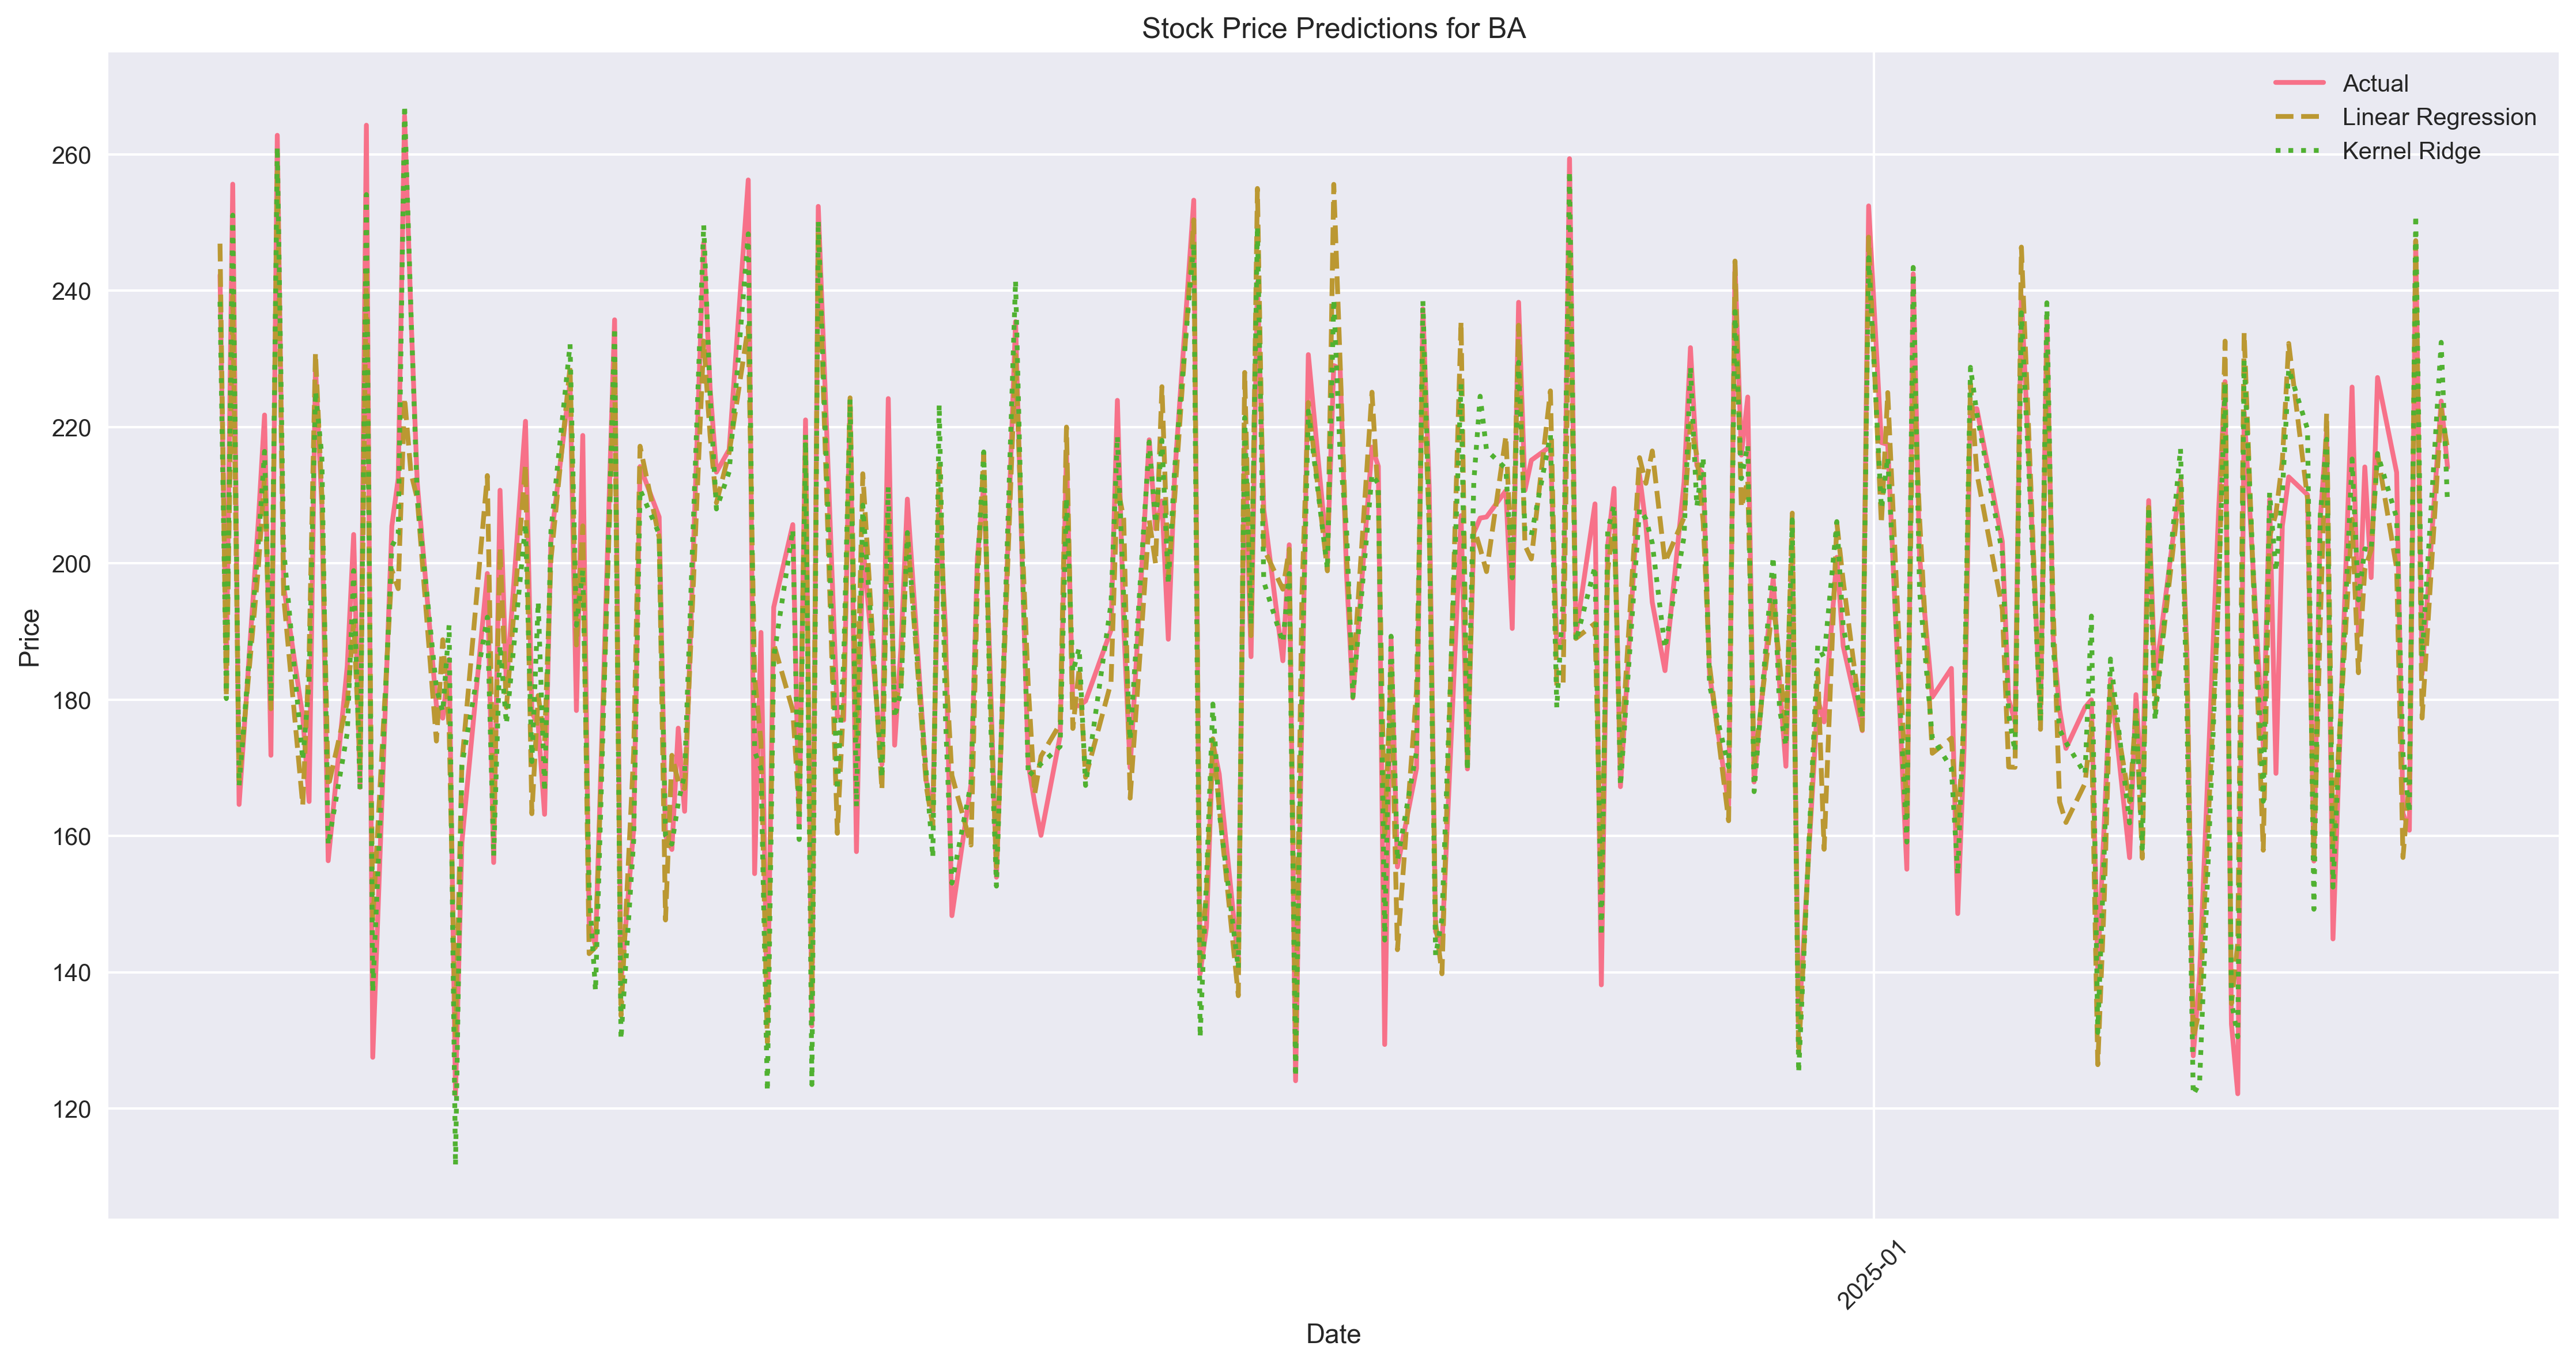 Stock Price Predictions for BA
Actual
Linear Regression
Kernel Ridge
260
240
220
200
180
160
140
120
Price
2025-01
Date